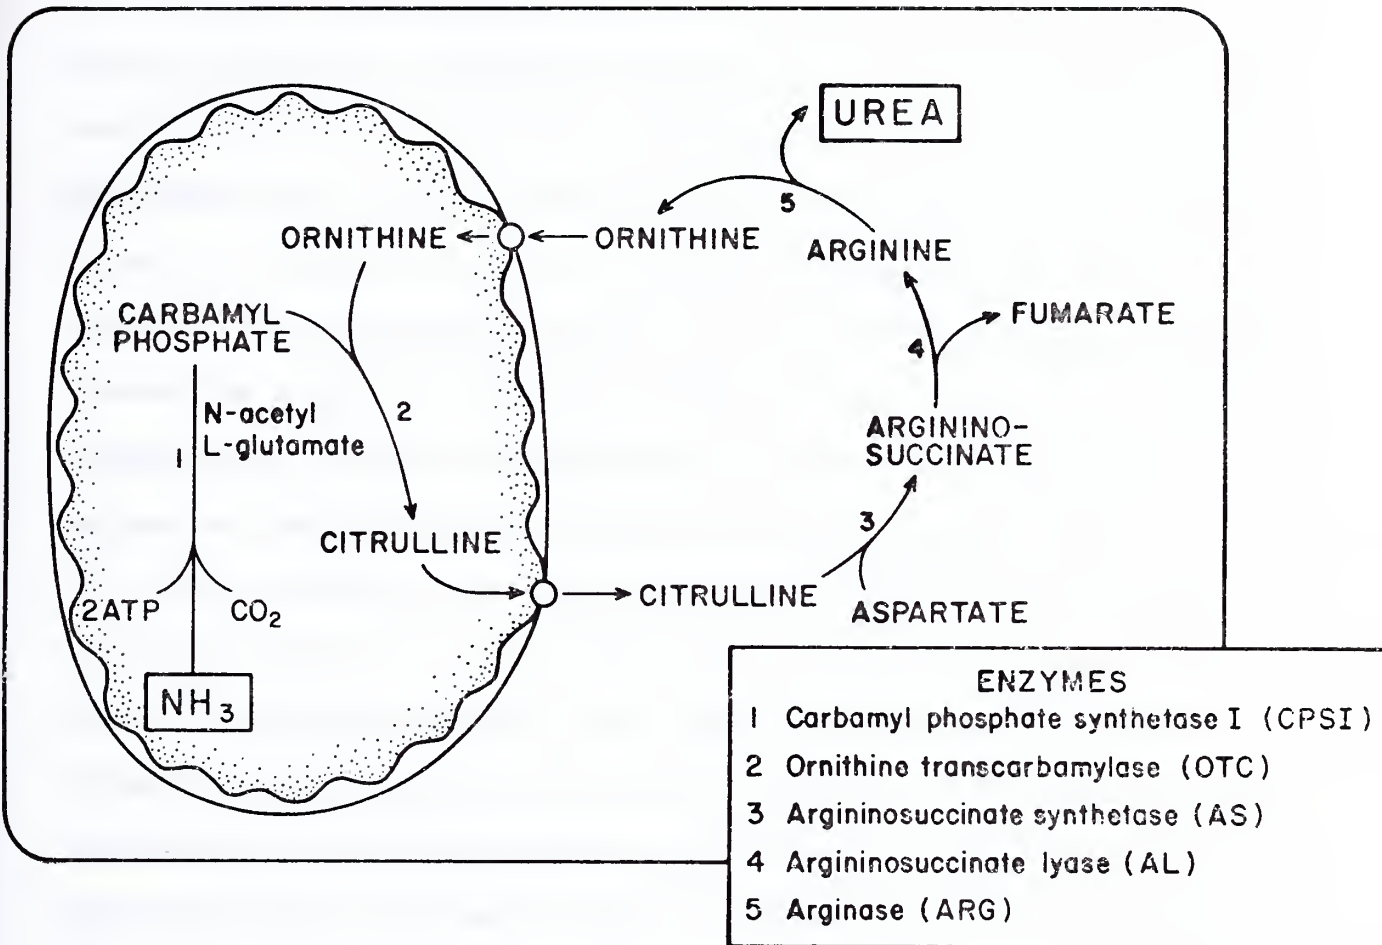 UREA
5
ORNITHINE
ORNITHINE
ARGININE
CARBAMYL
PHOSPHATE
FUMARATE
4
N-acetyl
L-glutamate
1
2
ARGININO-
SUCCINATE
3
CITRULLINE
2ATP
CO2
CITRULLINE
ASPARTATE
NH3
ENZYMES
1 Carbamyl phosphate synthetase I (CPSI)
2 Ornithine transcarbamylase (OTC)
3 Argininosuccinate synthetase (AS)
4 Argininosuccinate lyase (AL)
5 Arginase (ARG)